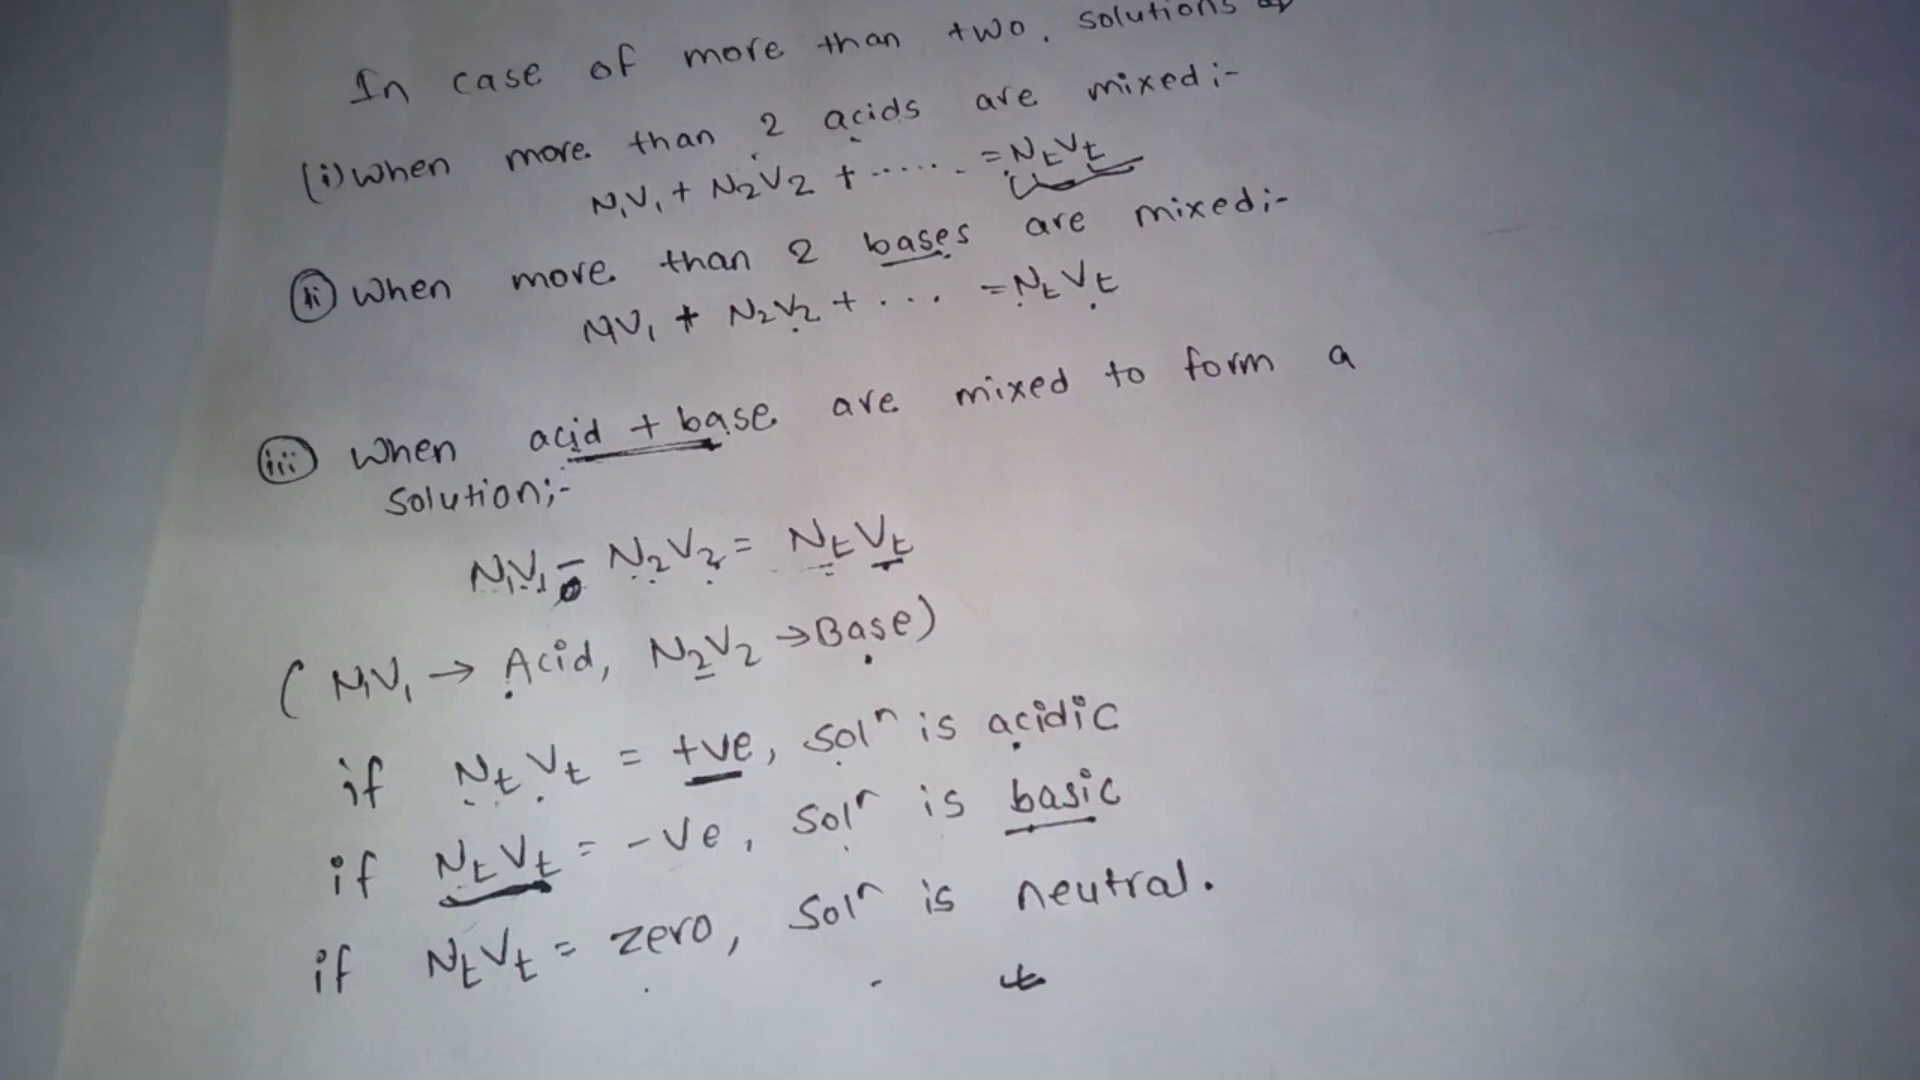 In case of more than two. solutions
(i) when more than 2 acids are mixed:-
N₁V₁ + N₂V₂ + ....... = NtVt
(ii) when more than 2 bases are mixed:-
N₁V₁ + N₂V₂ + ... = NtVt
(iii) when acid + base are mixed to form a
solution:-
N₁V₁ - N₂V₂ = NtVt
(N₁V₁ → Acid, N₂V₂ → Base)
if NtVt = +ve, solⁿ is acidic
if NtVt = -ve, solⁿ is basic
if NtVt = zero, solⁿ is neutral.